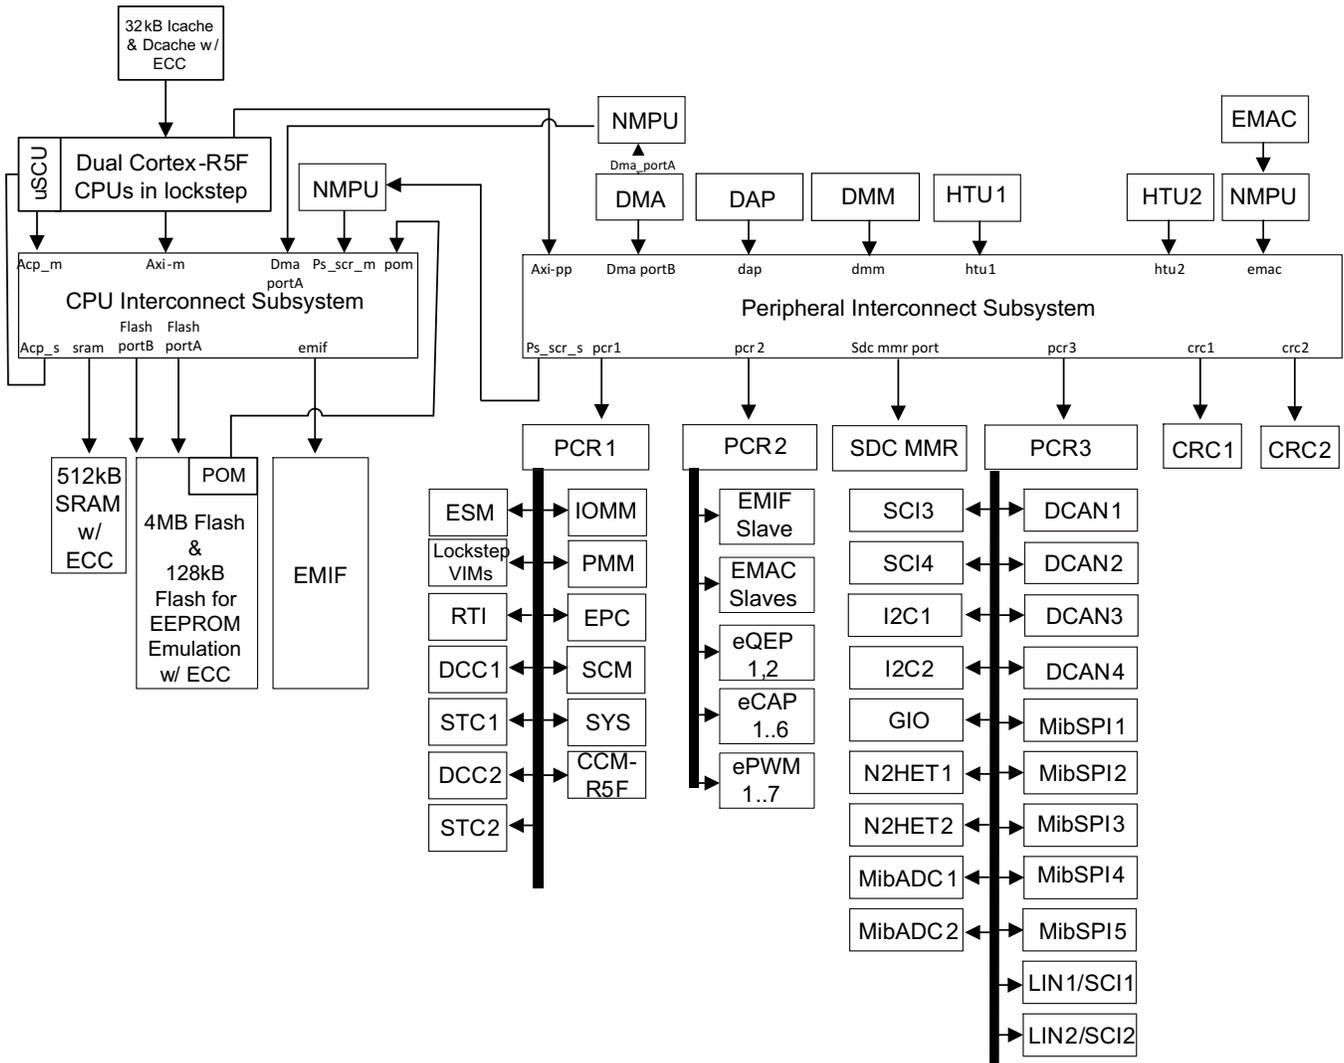 32kB Icache
& Dcache w/
ECC
uSCU
Dual Cortex-R5F
CPUs in lockstep
NMPU
NMPU
Dma_portA
DMA
DAP
DMM
HTU1
HTU2
EMAC
NMPU
Acp_m
Axi-m
Dma
portA
Ps_scr_m
pom
CPU Interconnect Subsystem
Flash
portB
Flash
portA
Acp_s
sram
emif
Axi-pp
Dma portB
dap
dmm
htu1
htu2
emac
Peripheral Interconnect Subsystem
Ps_scr_s
pcr1
pcr2
Sdc mmr port
pcr3
crc1
crc2
512kB
SRAM
w/
ECC
POM
4MB Flash
&
128kB
Flash for
EEPROM
Emulation
w/ ECC
EMIF
PCR1
ESM
IOMM
Lockstep
VIMs
PMM
RTI
EPC
DCC1
SCM
STC1
SYS
DCC2
CCM-
R5F
STC2
PCR2
EMIF
Slave
EMAC
Slaves
eQEP
1,2
eCAP
1..6
ePWM
1..7
SDC MMR
PCR3
CRC1
CRC2
SCI3
DCAN1
SCI4
DCAN2
I2C1
DCAN3
I2C2
DCAN4
GIO
MibSPI1
N2HET1
MibSPI2
N2HET2
MibSPI3
MibADC1
MibSPI4
MibADC2
MibSPI5
LIN1/SCI1
LIN2/SCI2